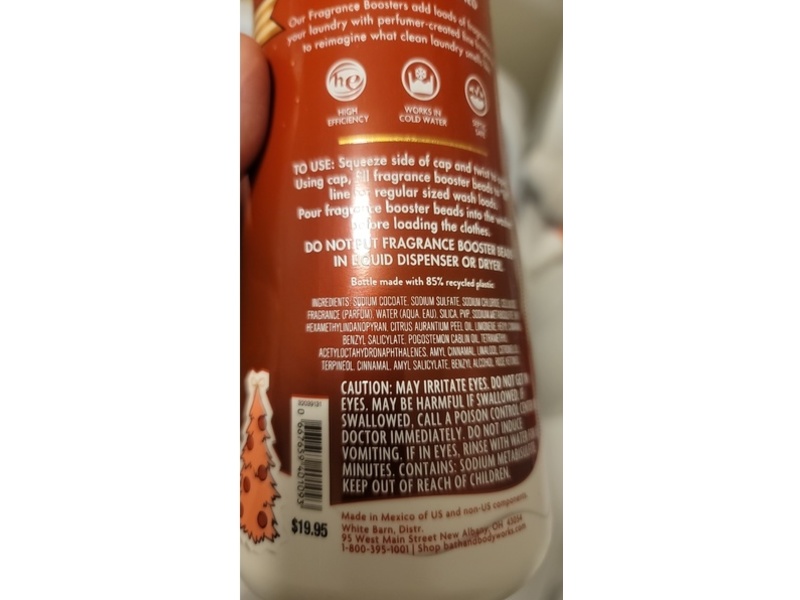 Our Fragrance Boosters add loads of
your laundry with perfumer-created
to reimagine what clean laundry
he
HIGH
EFFICIENCY
WORKS IN
COLD WATER
TO USE: Squeeze side of cap and twist to
Using cap, fill fragrance booster beads to
line for regular sized wash loads.
Pour fragrance booster beads into the
before loading the clothes.
DO NOT PUT FRAGRANCE BOOSTER BEADS
IN LIQUID DISPENSER OR DRYER.
Bottle made with 85% recycled plastic
INGREDIENTS: SODIUM COCOATE, SODIUM SULFATE, SODIUM CHLORIDE,
FRAGRANCE (PARFUM), WATER (AQUA, EAU), SILICA, PVP,
HEXAMETHYLINDANOPYRAN, CITRUS AURANTIUM PEEL OIL, LIMONENE,
BENZYL SALICYLATE, POGOSTEMON CABLIN OIL,
ACETYLOCTAHYDRONAPHTHALENES, AMYL CINNAMAL, LINALOOL,
TERPINEOL, CINNAMAL, AMYL SALICYLATE, BENZYL ALCOHOL,
CAUTION: MAY IRRITATE EYES. DO NOT GET IN
EYES. MAY BE HARMFUL IF SWALLOWED. IF
SWALLOWED, CALL A POISON CONTROL
DOCTOR IMMEDIATELY. DO NOT INDUCE
VOMITING. IF IN EYES, RINSE WITH WATER
MINUTES. CONTAINS: SODIUM
KEEP OUT OF REACH OF CHILDREN.
$19.95
Made in Mexico of US and non-US components.
White Barn, Distr.
95 West Main Street New Albany, OH 43054
1-800-395-1001 | Shop bathandbodyworks.com